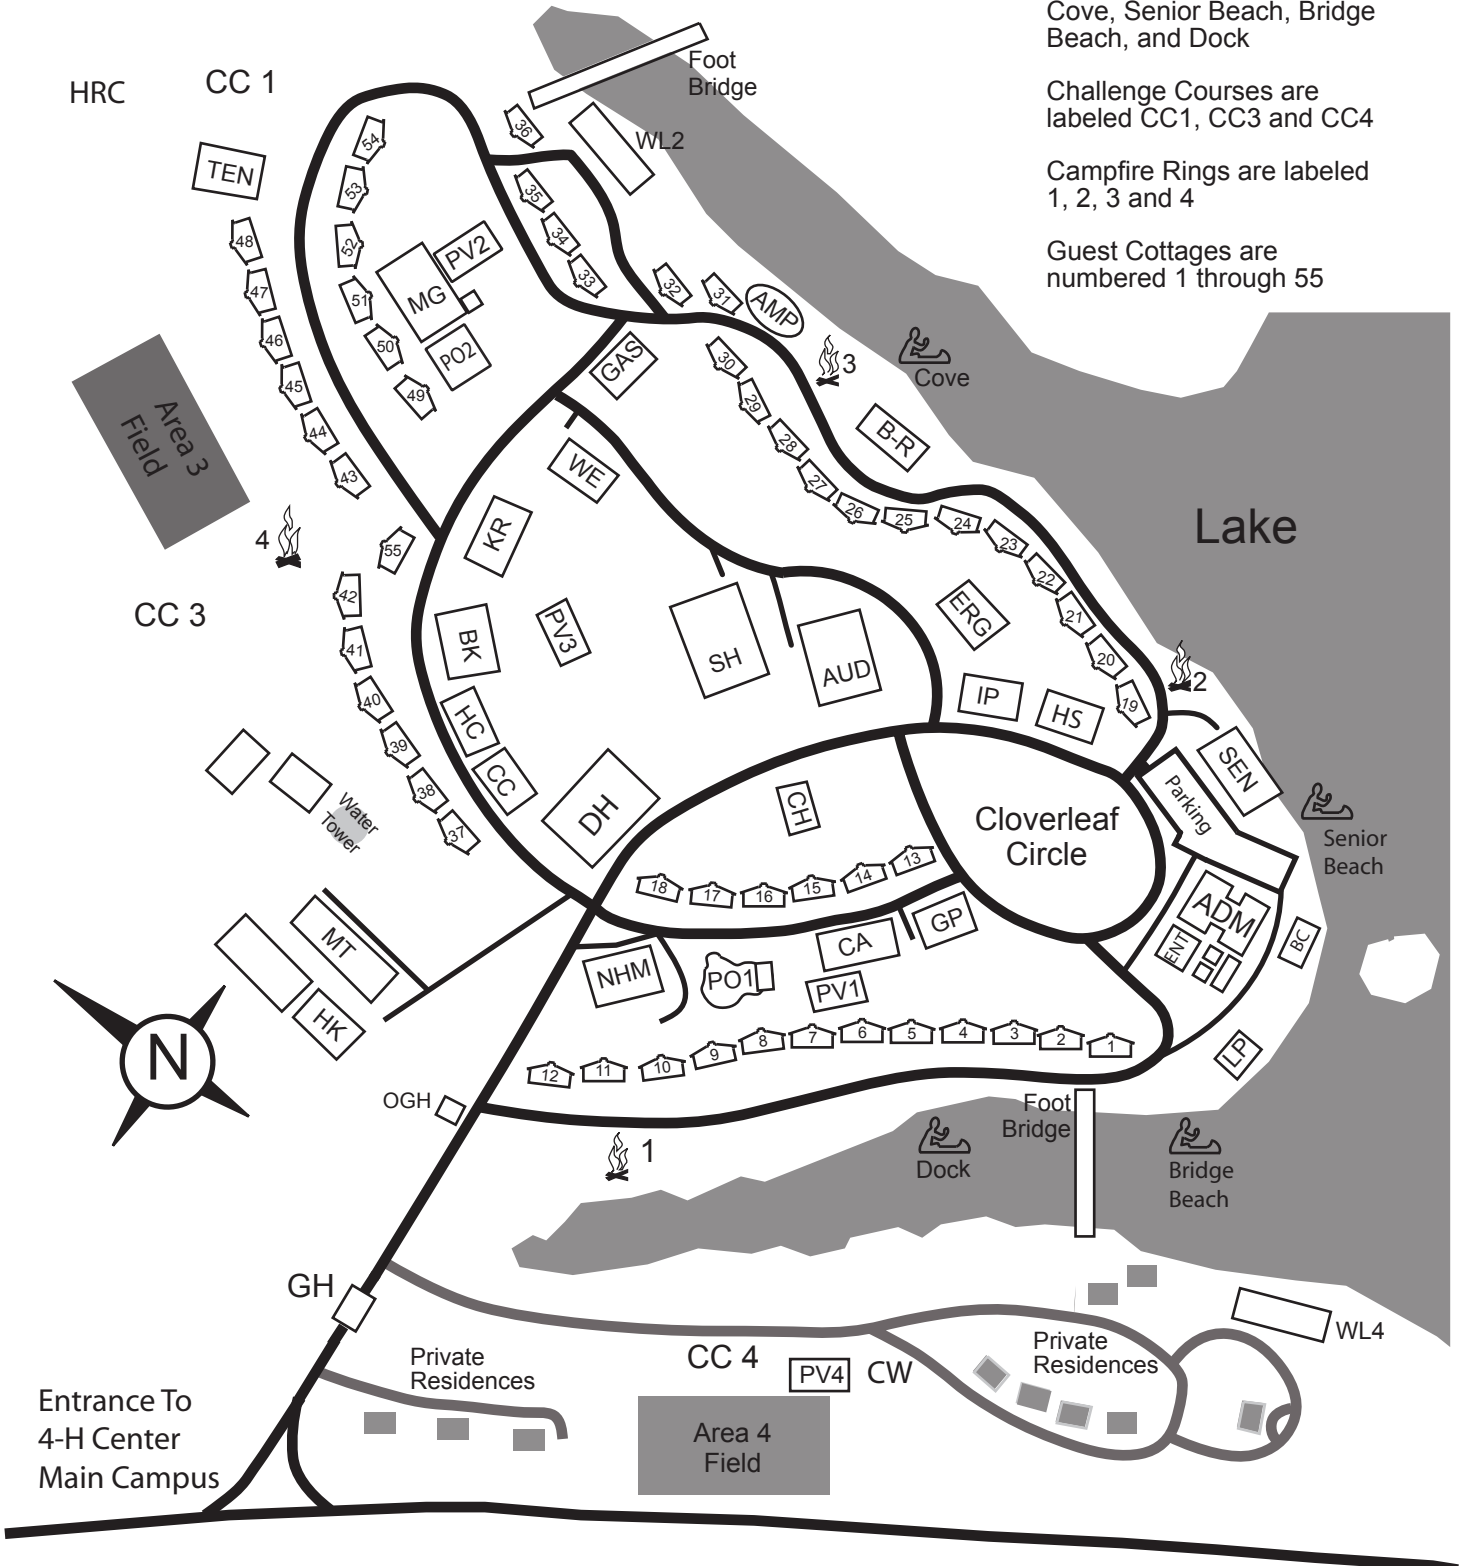 Cove, Senior Beach, Bridge
Beach, and Dock
Challenge Courses are
labeled CC1, CC3 and CC4
Campfire Rings are labeled
1, 2, 3 and 4
Guest Cottages are
numbered 1 through 55
HRC
CC 1
Foot
Bridge
WL2
TEN
36
54
53
52
51
50
49
48
47
46
45
44
43
35
34
33
32
31
AMP
PV2
MG
PO2
GAS
3
Cove
B-R
Area 3
Field
4
CC 3
55
42
41
40
39
38
37
WE
KR
BK
PV3
HC
CC
DH
SH
AUD
30
29
28
27
26
25
24
23
22
21
20
19
ERG
IP
HS
Lake
2
SEN
Parking
Senior
Beach
Water
Tower
CH
Cloverleaf
Circle
18
17
16
15
14
13
GP
CA
NHM
PO1
PV1
ADM
ENT
BC
LP
MT
HK
N
12
11
10
9
8
7
6
5
4
3
2
1
OGH
1
Foot
Bridge
Dock
Bridge
Beach
GH
WL4
Private
Residences
CC 4
PV4
CW
Private
Residences
Area 4
Field
Entrance To
4-H Center
Main Campus